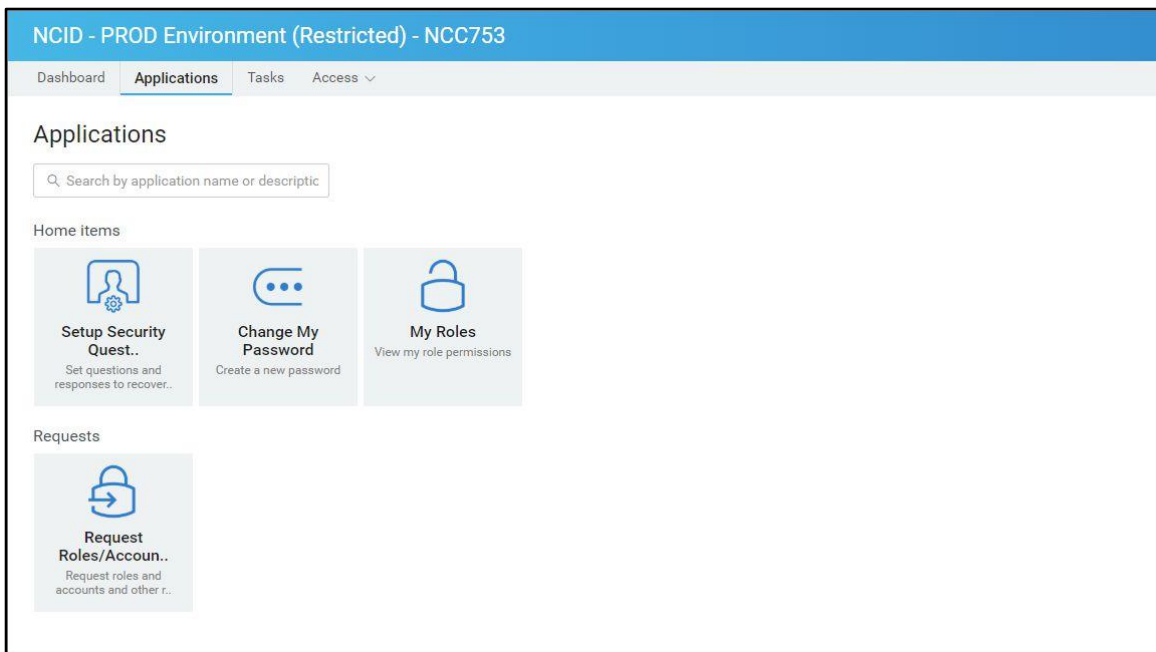 NCID - PROD Environment (Restricted) - NCC753
Dashboard Applications Tasks Access
Applications
Search by application name or descriptic
Home items
Setup Security
Quest..
Set questions and
responses to recover..
Change My
Password
Create a new password
My Roles
View my role permissions
Requests
Request
Roles/Accoun..
Request roles and
accounts and other r..